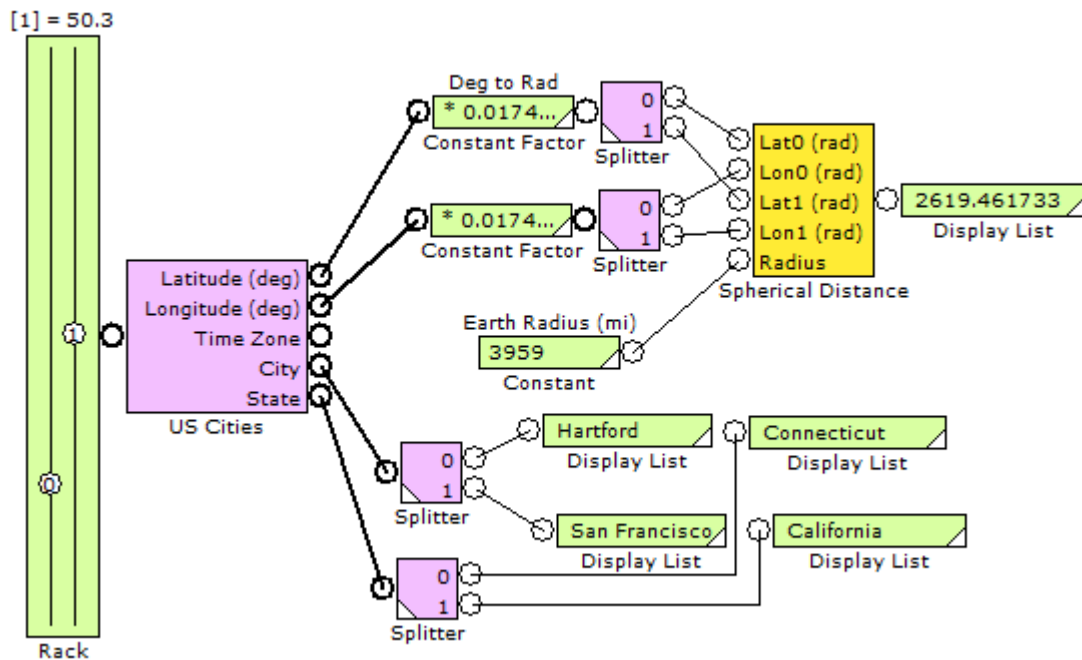 [1] = 50.3
1
0
Rack
Latitude (deg)
Longitude (deg)
Time Zone
City
State
US Cities
Deg to Rad
* 0.0174...
Constant Factor
0
1
Splitter
* 0.0174...
Constant Factor
0
1
Splitter
Lat0 (rad)
Lon0 (rad)
Lat1 (rad)
Lon1 (rad)
Radius
Spherical Distance
2619.461733
Display List
Earth Radius (mi)
3959
Constant
0
1
Splitter
Hartford
Display List
San Francisco
Display List
Connecticut
Display List
California
Display List
0
1
Splitter